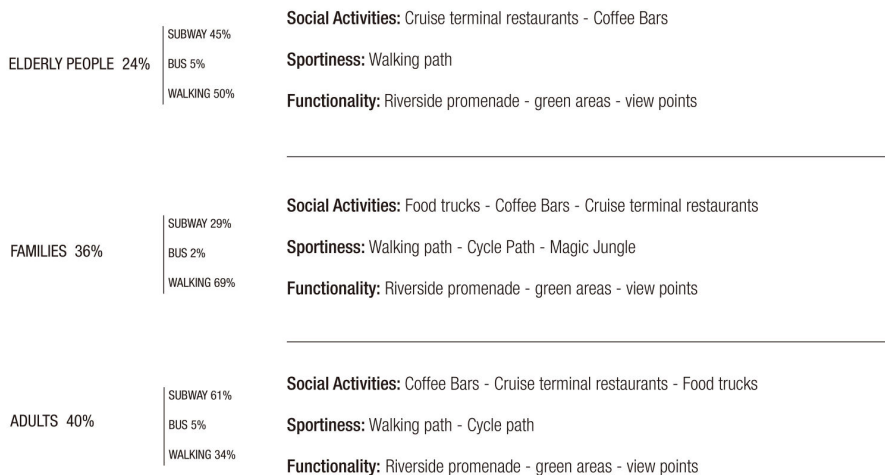 ELDERLY PEOPLE 24%
SUBWAY 45%
BUS 5%
WALKING 50%
Social Activities: Cruise terminal restaurants - Coffee Bars
Sportiness: Walking path
Functionality: Riverside promenade - green areas - view points
FAMILIES 36%
SUBWAY 29%
BUS 2%
WALKING 69%
Social Activities: Food trucks - Coffee Bars - Cruise terminal restaurants
Sportiness: Walking path - Cycle Path - Magic Jungle
Functionality: Riverside promenade - green areas - view points
ADULTS 40%
SUBWAY 61%
BUS 5%
WALKING 34%
Social Activities: Coffee Bars - Cruise terminal restaurants - Food trucks
Sportiness: Walking path - Cycle path
Functionality: Riverside promenade - green areas - view points